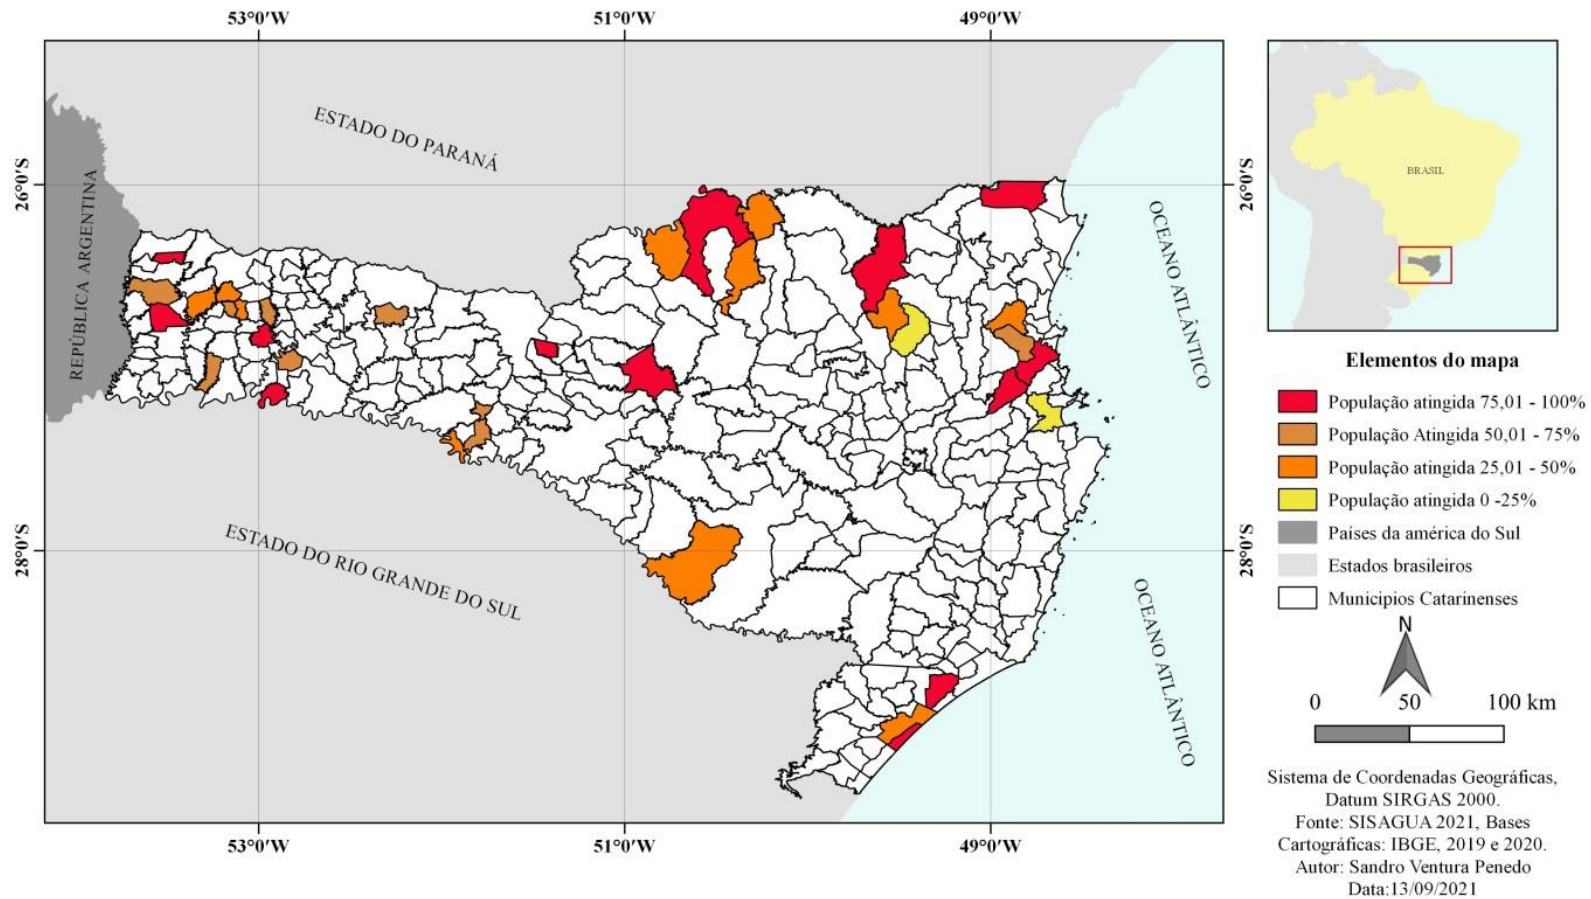 53°0'W
51°0'W
49°0'W
26°0'S
28°0'S
ESTADO DO PARANÁ
REPÚBLICA ARGENTINA
ESTADO DO RIO GRANDE DO SUL
OCEANO ATLÂNTICO
OCEANO ATLÂNTICO
26°0'S
28°0'S
53°0'W
51°0'W
49°0'W
BRASIL
Elementos do mapa
População atingida 75,01 - 100%
População Atingida 50,01 - 75%
População atingida 25,01 - 50%
População atingida 0 -25%
Países da américa do Sul
Estados brasileiros
Municipios Catarinenses
N
0 50 100 km
Sistema de Coordenadas Geográficas,
Datum SIRGAS 2000.
Fonte: SISAGUA 2021, Bases
Cartográficas: IBGE, 2019 e 2020.
Autor: Sandro Ventura Penedo
Data:13/09/2021